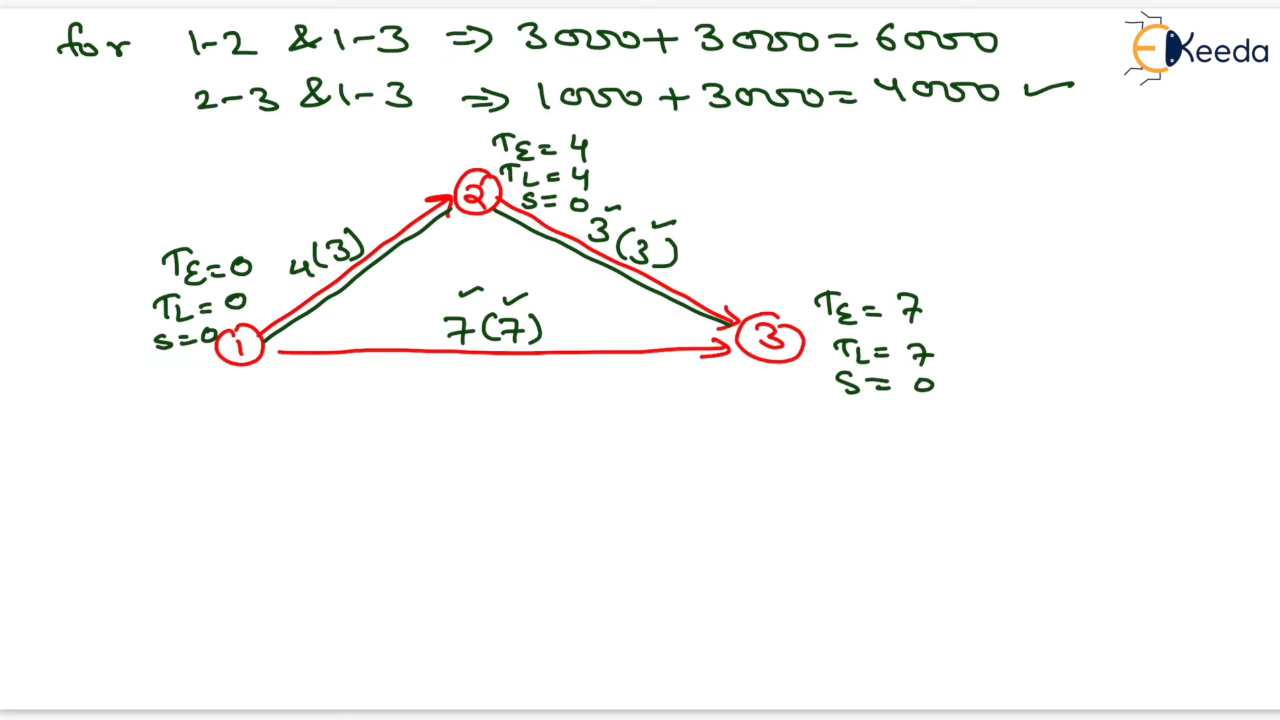 for 1-2 & 1-3 ⇒ 3000 + 3000 = 6000
EKeeda
2-3 & 1-3 ⇒ 1000 + 3000 = 4000 ✓
TE = 4
TL = 4
S = 0
2
3✓ (3✓)
4(3)
TE = 0
TL = 0
S = 0
1
7✓ (7✓)
3
TE = 7
TL = 7
S = 0